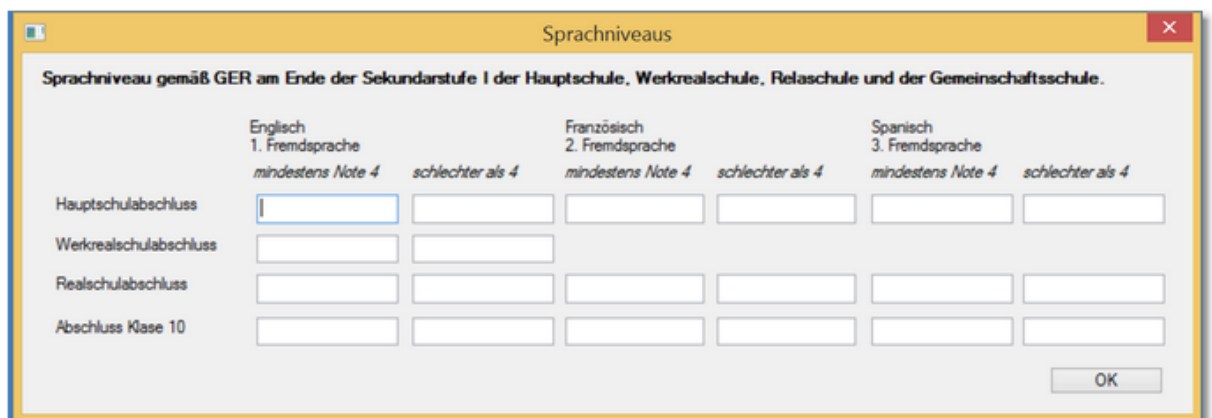 Sprachniveaus
Sprachniveau gemäß GER am Ende der Sekundarstufe I der Hauptschule, Werkrealschule, Relaschule und der Gemeinschaftsschule.
Englisch Französisch Spanisch
1. Fremdsprache 2. Fremdsprache 3. Fremdsprache
mindestens Note 4 schlechter als 4 mindestens Note 4 schlechter als 4 mindestens Note 4 schlechter als 4
Hauptschulabschluss
Werkrealschulabschluss
Realschulabschluss
Abschluss Klase 10
OK